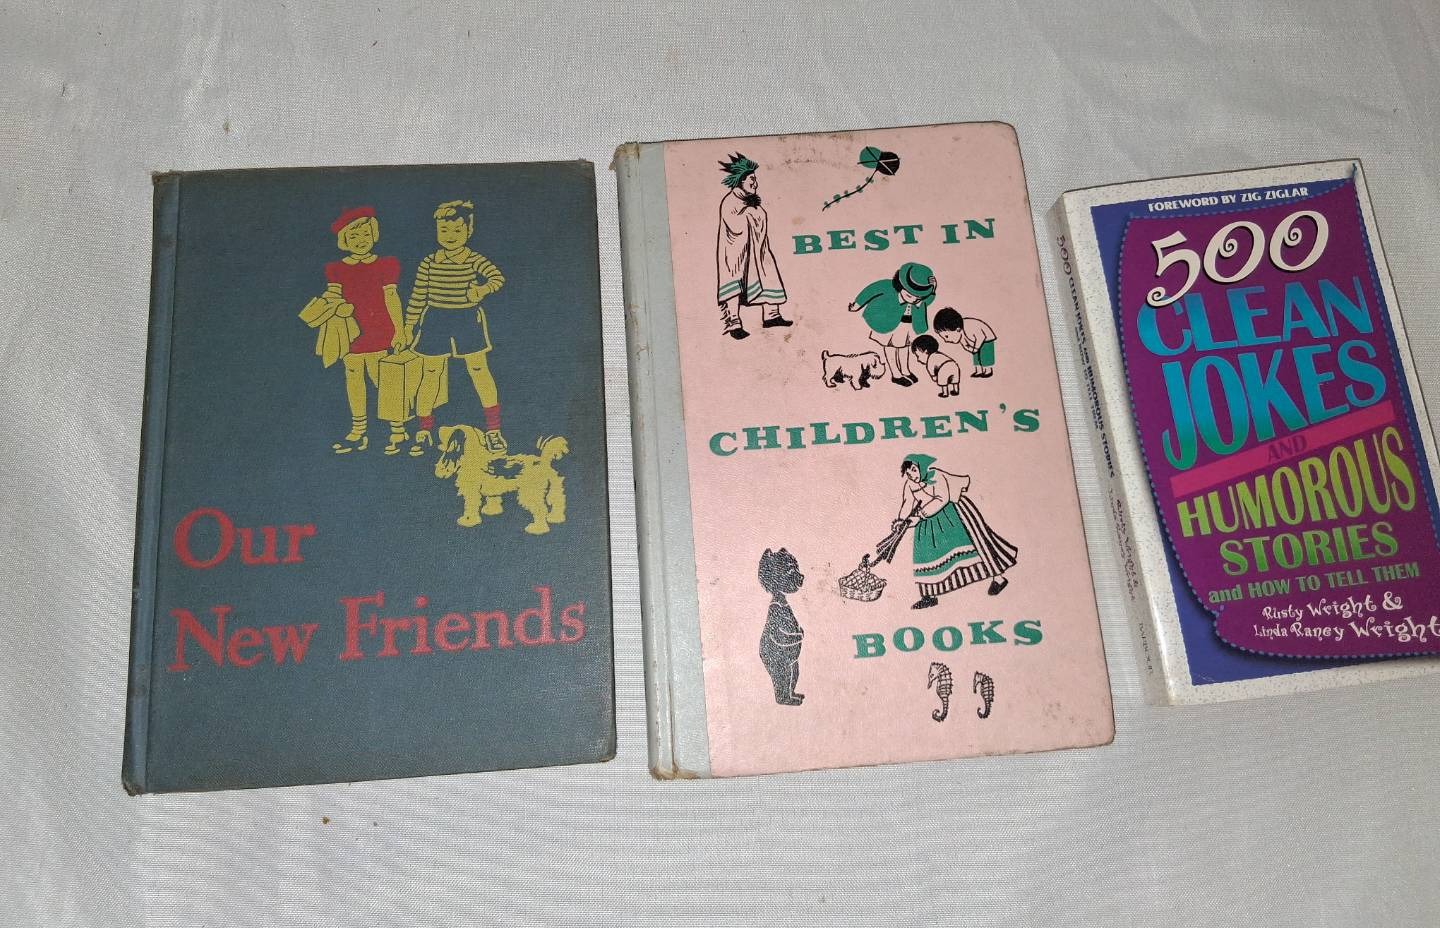 Our
New Friends
BEST IN
CHILDREN'S
BOOKS
FOREWORD BY ZIG ZIGLAR
500
CLEAN
JOKES
AND
HUMOROUS
STORIES
and HOW TO TELL THEM
Rusty Wright &
Linda Raney Wright